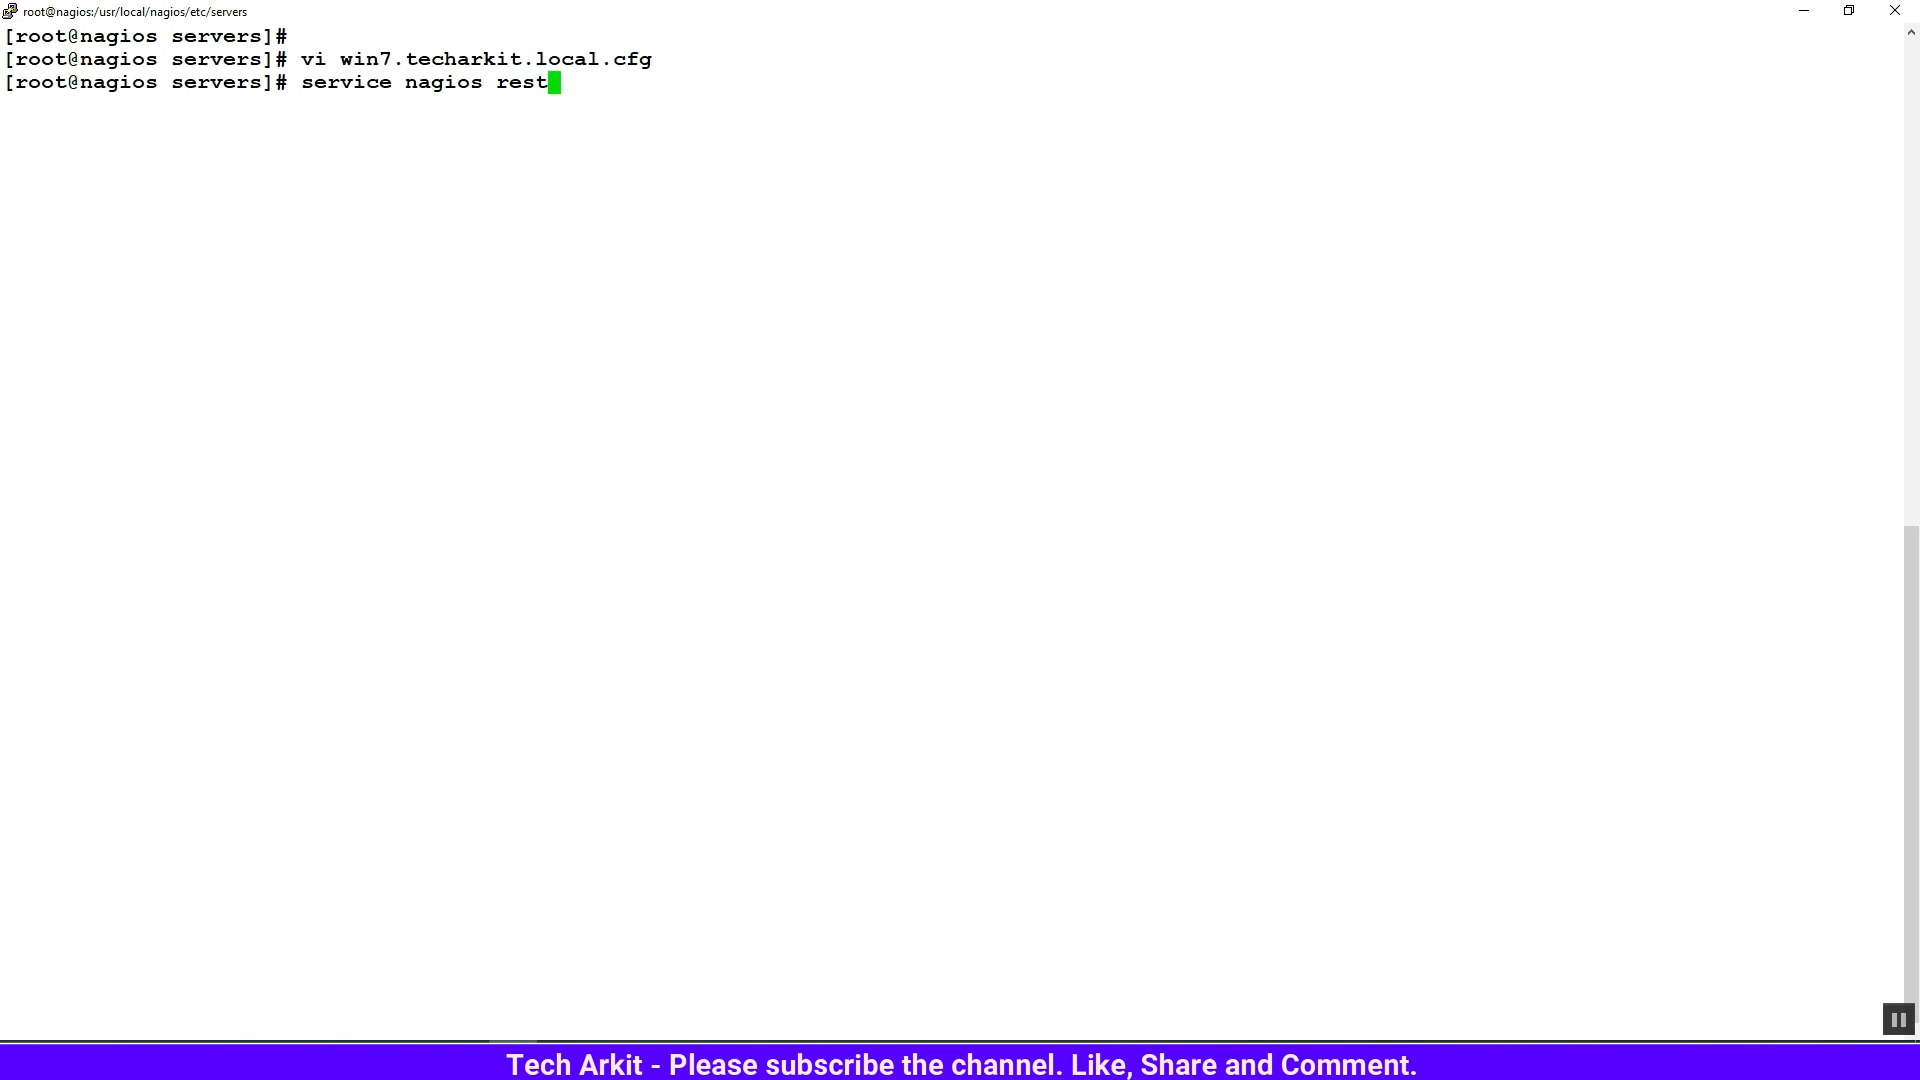 root@nagios:/usr/local/nagios/etc/servers
[root@nagios servers]#
[root@nagios servers]# vi win7.techarkit.local.cfg
[root@nagios servers]# service nagios rest
Tech Arkit - Please subscribe the channel. Like, Share and Comment.